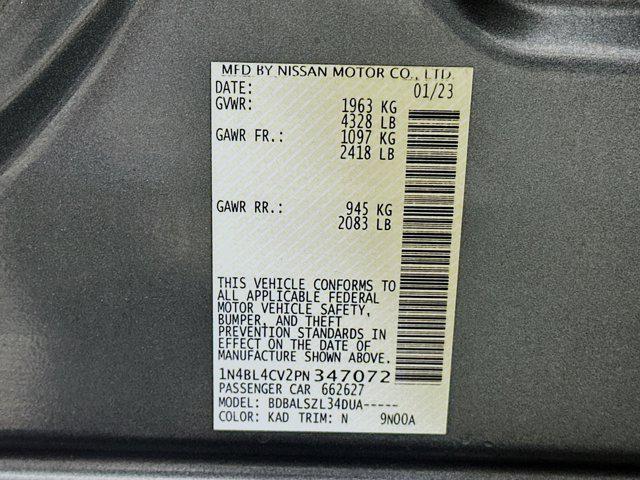 MFD BY NISSAN MOTOR CO., LTD.
DATE: 01/23
GVWR: 1963 KG
4328 LB
GAWR FR.: 1097 KG
2418 LB
GAWR RR.: 945 KG
2083 LB
THIS VEHICLE CONFORMS TO
ALL APPLICABLE FEDERAL
MOTOR VEHICLE SAFETY,
BUMPER, AND THEFT
PREVENTION STANDARDS IN
EFFECT ON THE DATE OF
MANUFACTURE SHOWN ABOVE.
1N4BL4CV2PN347072
PASSENGER CAR 662627
MODEL: BDBALSZL34DUA-----
COLOR: KAD TRIM: N 9N00A